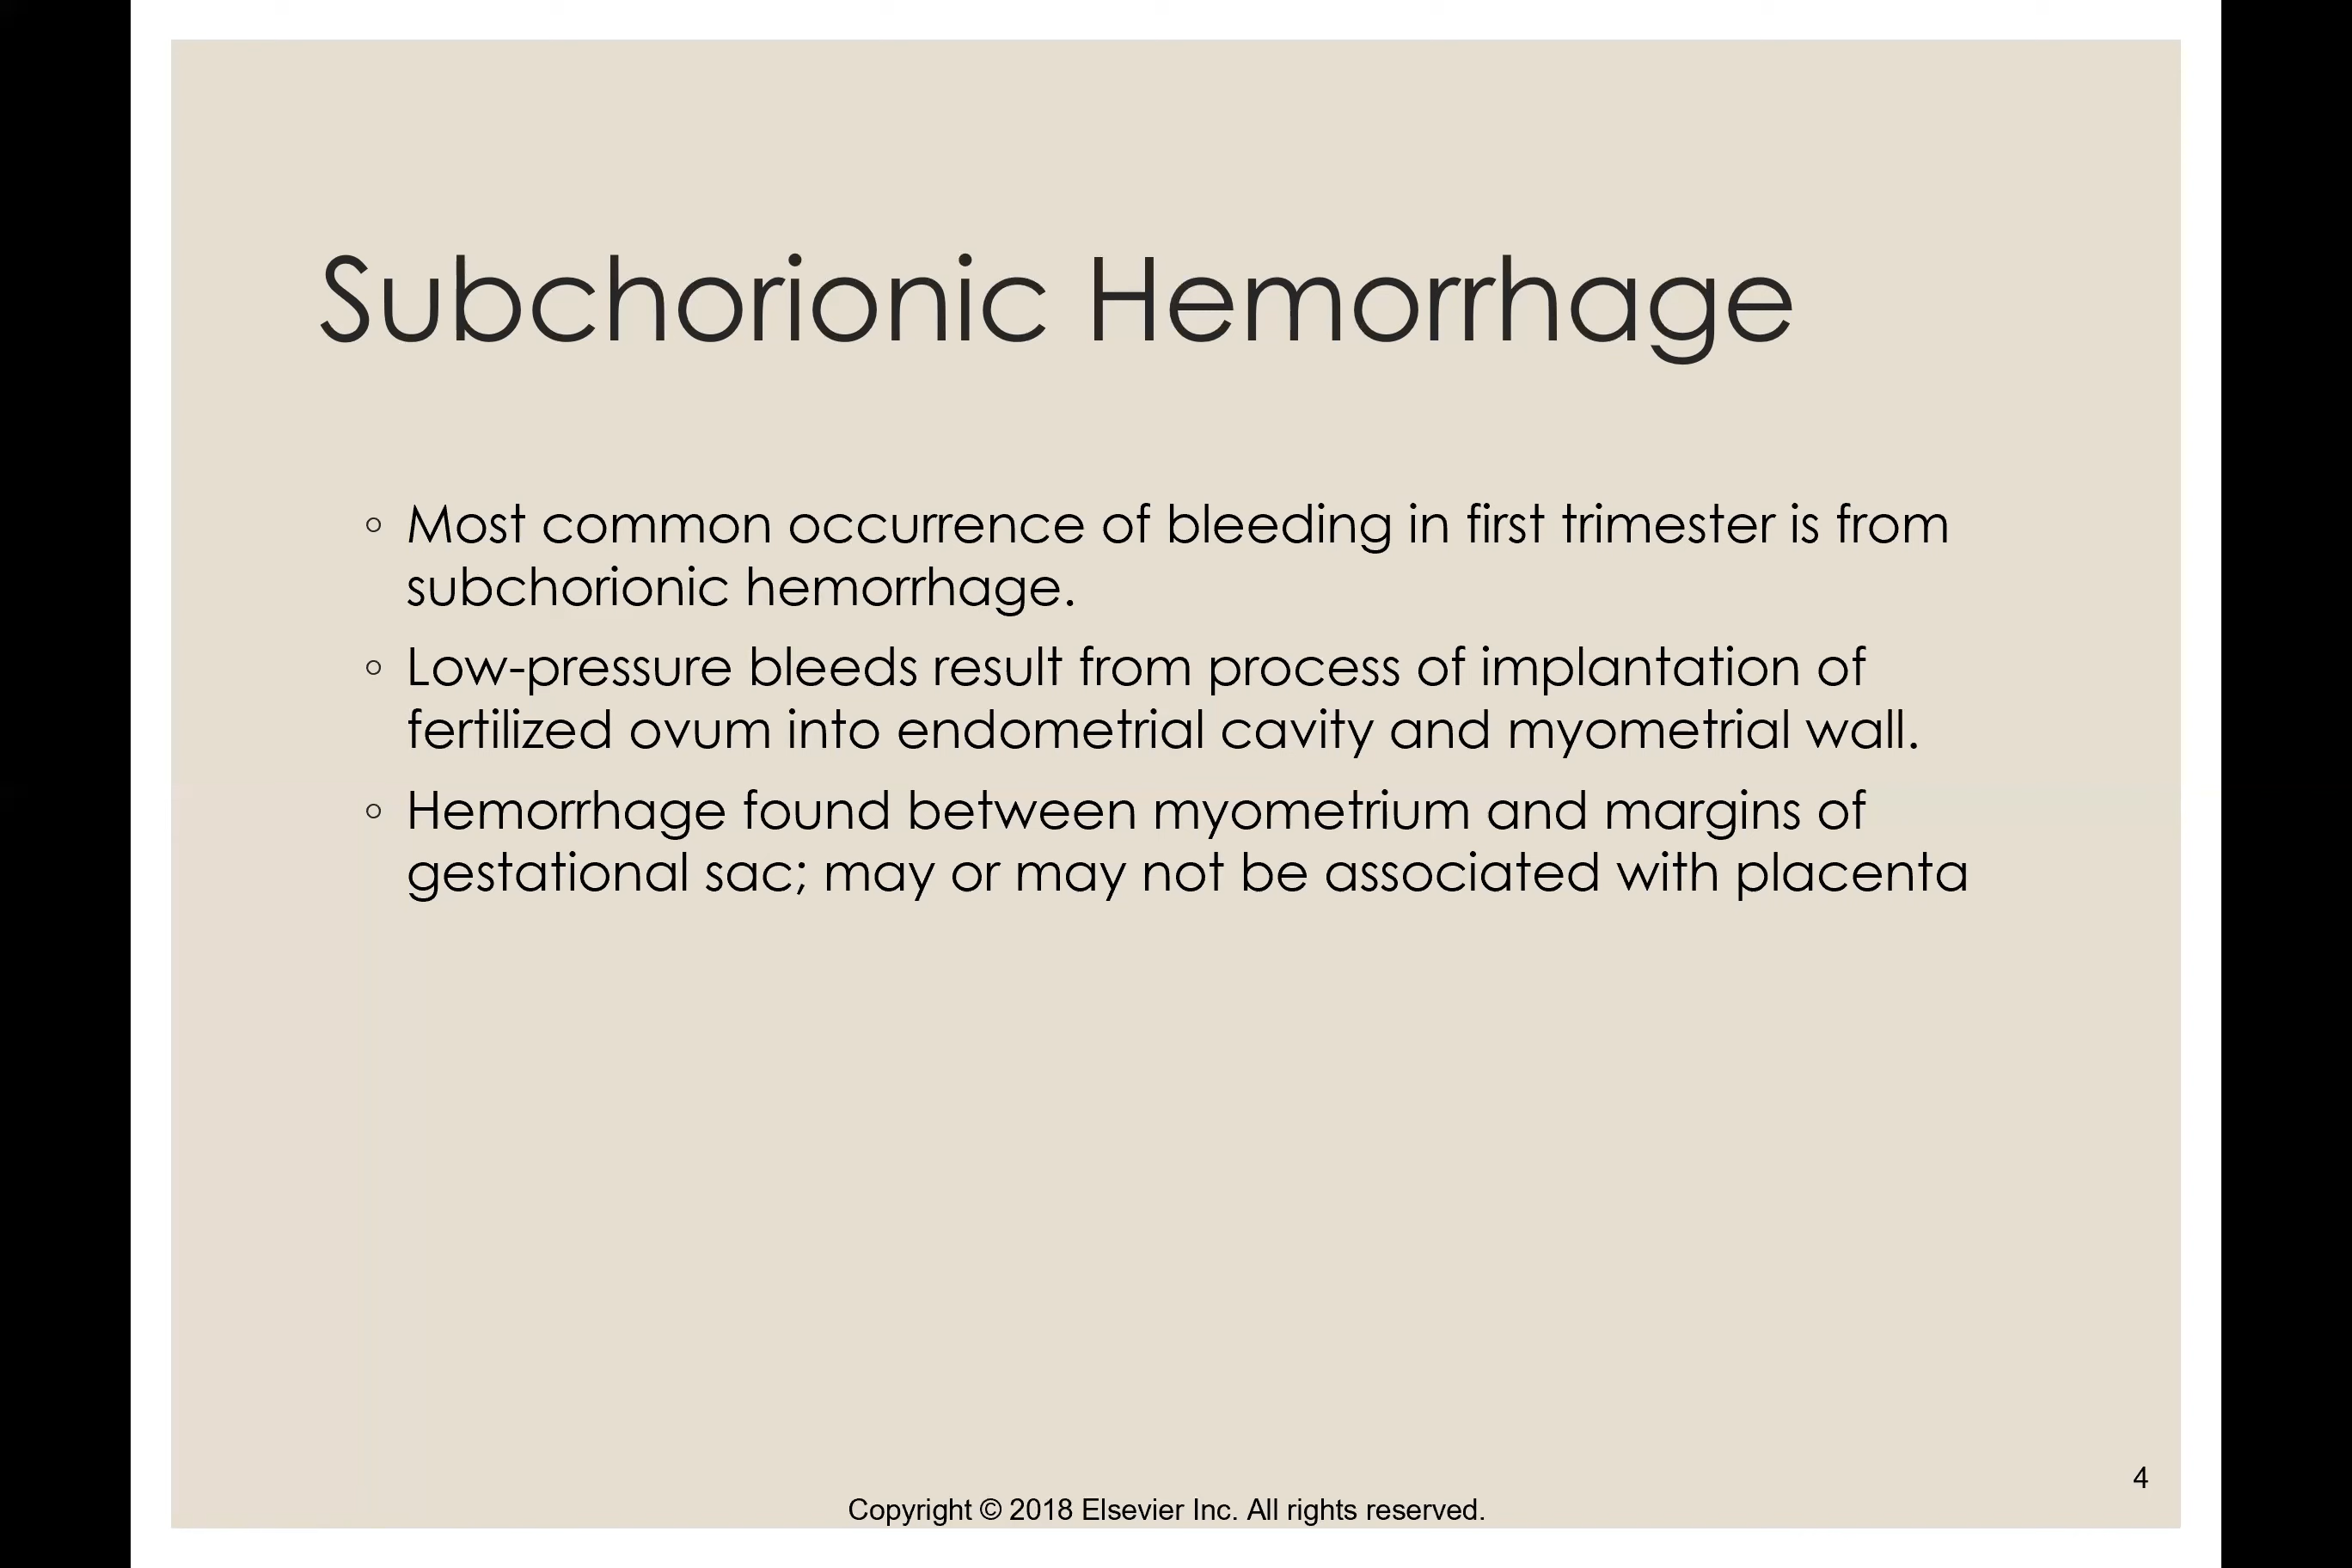 Subchorionic Hemorrhage
◦ Most common occurrence of bleeding in first trimester is from
subchorionic hemorrhage.
◦ Low-pressure bleeds result from process of implantation of
fertilized ovum into endometrial cavity and myometrial wall.
◦ Hemorrhage found between myometrium and margins of
gestational sac; may or may not be associated with placenta
4
Copyright © 2018 Elsevier Inc. All rights reserved.